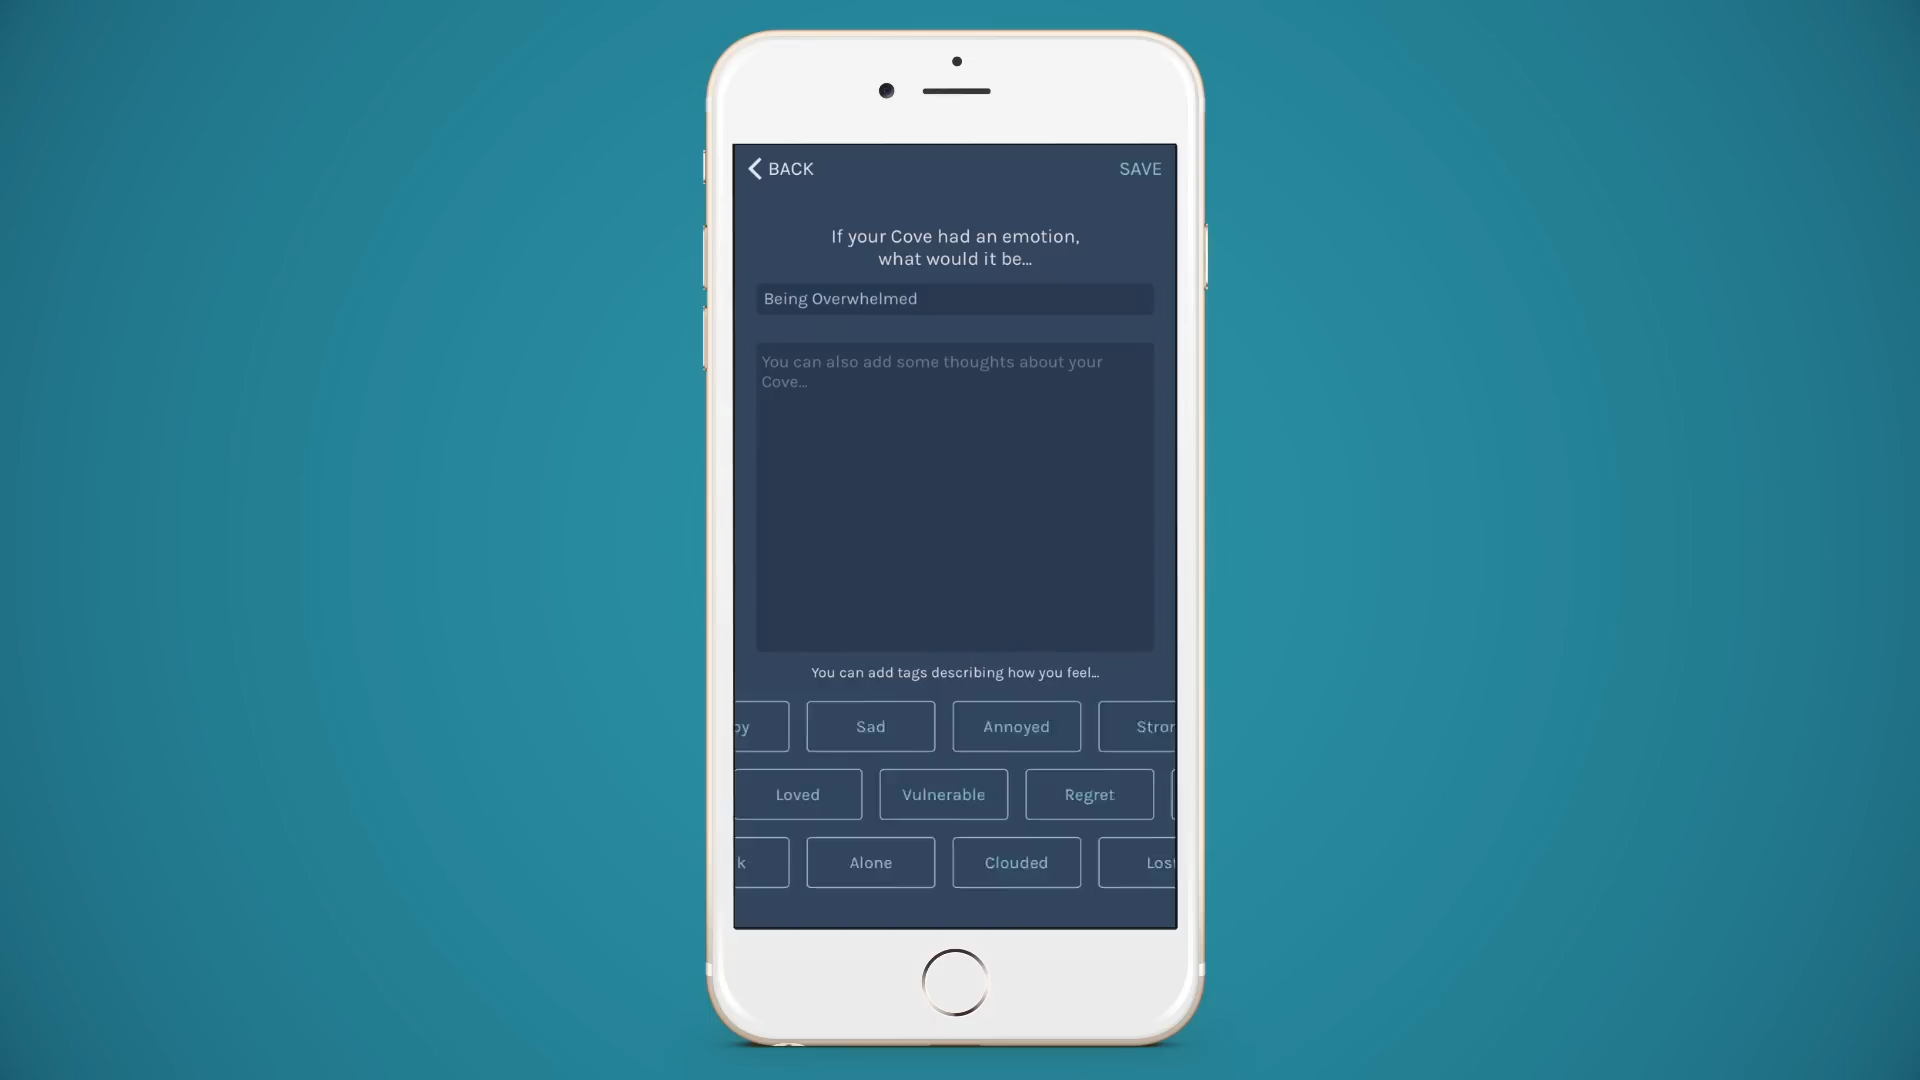 BACK
SAVE
If your Cove had an emotion,
what would it be...
Being Overwhelmed
You can also add some thoughts about your
Cove...
You can add tags describing how you feel...
Sad
Annoyed
Loved
Vulnerable
Regret
Alone
Clouded